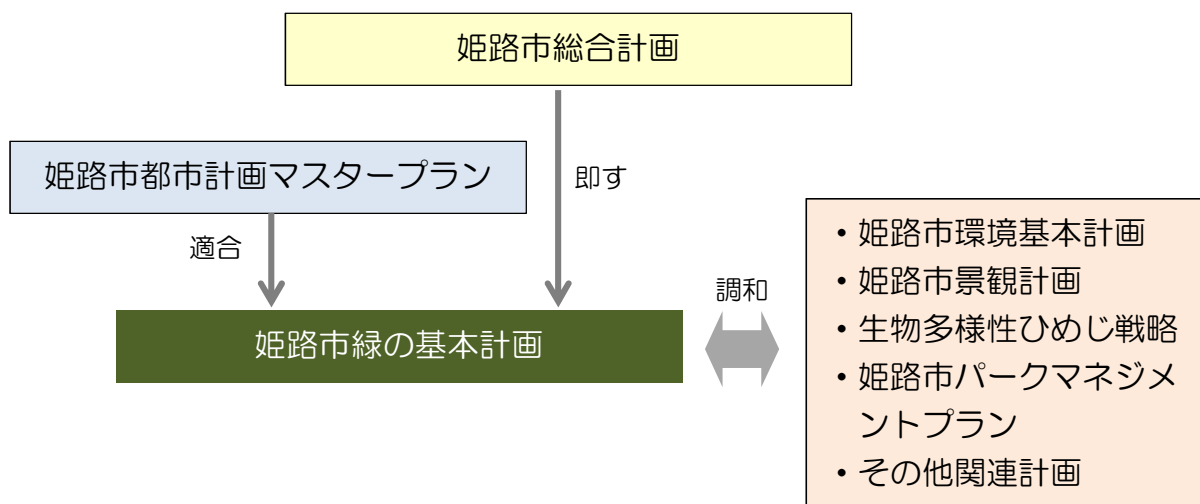 姫路市総合計画
姫路市都市計画マスタープラン
即す
適合
調和
姫路市緑の基本計画
・姫路市環境基本計画
・姫路市景観計画
・生物多様性ひめじ戦略
・姫路市パークマネジメ
ントプラン
・その他関連計画